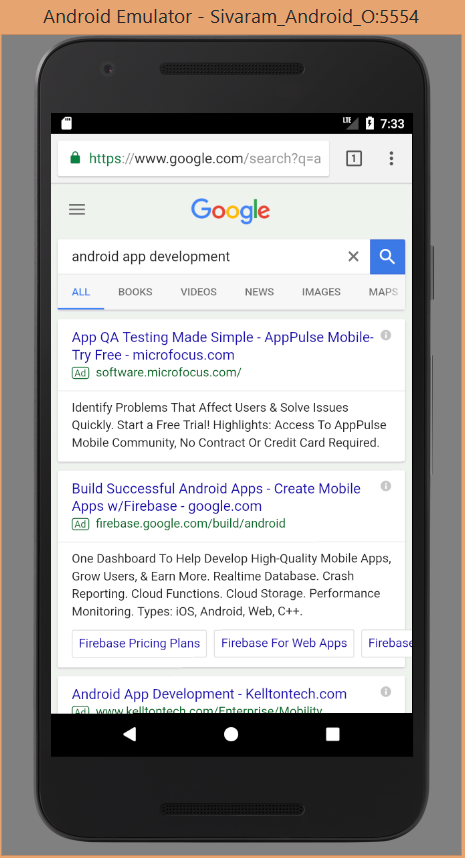 Android Emulator - Sivaram_Android_O:5554
LTE 7:33
https://www.google.com/search?q=a 1
Google
android app development
ALL BOOKS VIDEOS NEWS IMAGES MAPS
App QA Testing Made Simple - AppPulse Mobile-
Try Free - microfocus.com
Ad software.microfocus.com/
Identify Problems That Affect Users & Solve Issues
Quickly. Start a Free Trial! Highlights: Access To AppPulse
Mobile Community, No Contract Or Credit Card Required.
Build Successful Android Apps - Create Mobile
Apps w/Firebase - google.com
Ad firebase.google.com/build/android
One Dashboard To Help Develop High-Quality Mobile Apps,
Grow Users, & Earn More. Realtime Database. Crash
Reporting. Cloud Functions. Cloud Storage. Performance
Monitoring. Types: iOS, Android, Web, C++.
Firebase Pricing Plans Firebase For Web Apps Firebase
Android App Development - Kelltontech.com
Ad www.kelltontech.com/Enterprise/Mobility